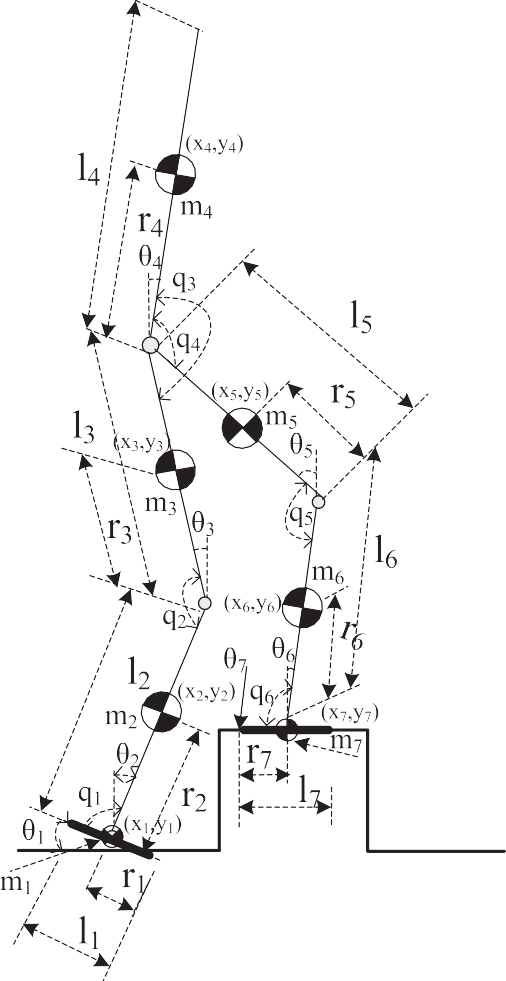 (x₄,y₄)
l₄
m₄
r₄
θ₄
q₃
l₅
q₄
(x₅,y₅)
r₅
m₅
l₃
(x₃,y₃)
θ₅
m₃
r₃
θ₃
q₅
l₆
m₆
q₂
(x₆,y₆)
r₆
θ₇
θ₆
l₂
(x₂,y₂)
q₆
(x₇,y₇)
m₂
m₇
θ₂
r₇
q₁
r₂
l₇
(x₁,y₁)
θ₁
m₁
r₁
l₁